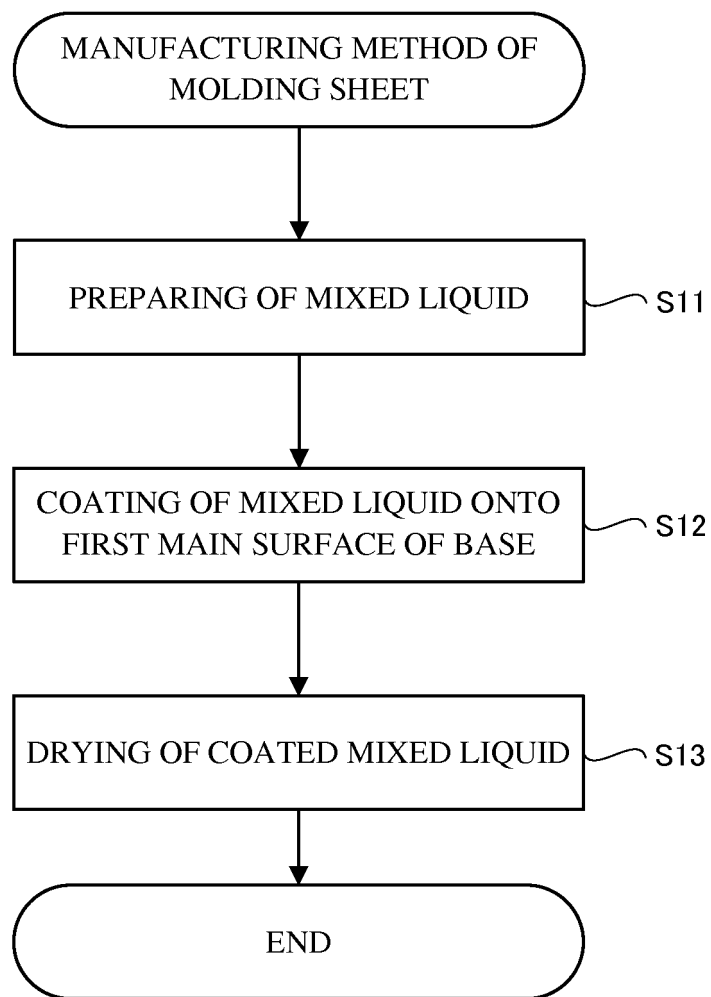 MANUFACTURING METHOD OF
MOLDING SHEET
PREPARING OF MIXED LIQUID
S11
COATING OF MIXED LIQUID ONTO
FIRST MAIN SURFACE OF BASE
S12
DRYING OF COATED MIXED LIQUID
S13
END